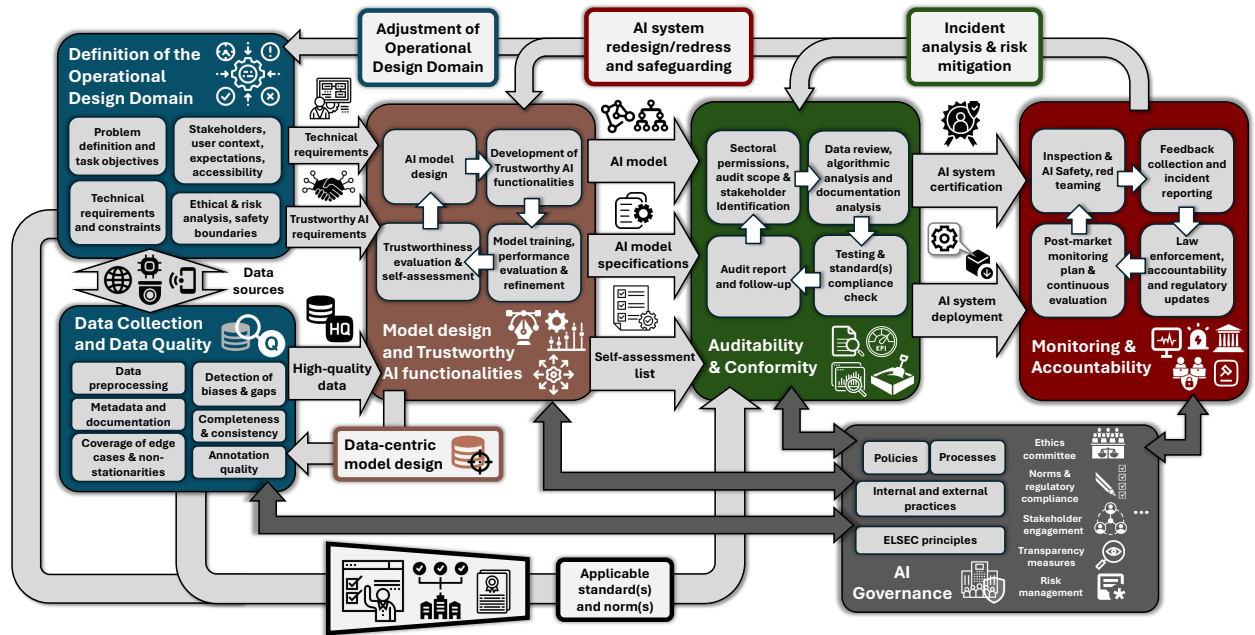 Adjustment of
Operational
Design Domain
AI system
redesign/redress
and safeguarding
Incident
analysis & risk
mitigation
Definition of the
Operational
Design Domain
Problem
definition and
task objectives
Stakeholders,
user context,
expectations,
accessibility
Technical
requirements
and constraints
Ethical & risk
analysis, safety
boundaries
Technical
requirements
Trustworthy AI
requirements
Data
sources
Data Collection
and Data Quality
Q
Data
preprocessing
Detection of
biases & gaps
Metadata and
documentation
Completeness
& consistency
Coverage of edge
cases & non-
stationarities
Annotation
quality
HQ
High-quality
data
AI model
design
Development of
Trustworthy AI
functionalities
Trustworthiness
evaluation &
self-assessment
Model training,
performance
evaluation &
refinement
Model design
and Trustworthy
AI functionalities
Data-centric
model design
AI model
AI model
specifications
Self-assessment
list
Sectoral
permissions,
audit scope &
stakeholder
Identification
Data review,
algorithmic
analysis and
documentation
analysis
Audit report
and follow-up
Testing &
standard(s)
compliance
check
Auditability
& Conformity
KPI
AI system
certification
AI system
deployment
Inspection &
AI Safety, red
teaming
Feedback
collection and
incident
reporting
Post-market
monitoring
plan &
continuous
evaluation
Law
enforcement,
accountability
and regulatory
updates
Monitoring &
Accountability
Policies
Processes
Internal and external
practices
ELSEC principles
AI
Governance
Ethics
committee
Norms &
regulatory
compliance
Stakeholder
engagement
...
Transparency
measures
Risk
management
Applicable
standard(s)
and norm(s)